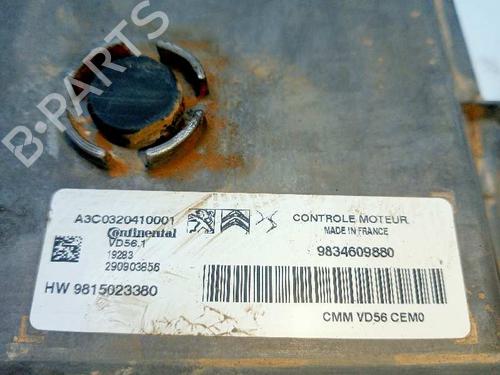 B-PARTS
A3C0320410001
Continental
VD56.1
19283
290903856
HW 9815023380
CONTROLE MOTEUR
MADE IN FRANCE
9834609880
CMM VD56 CEM0